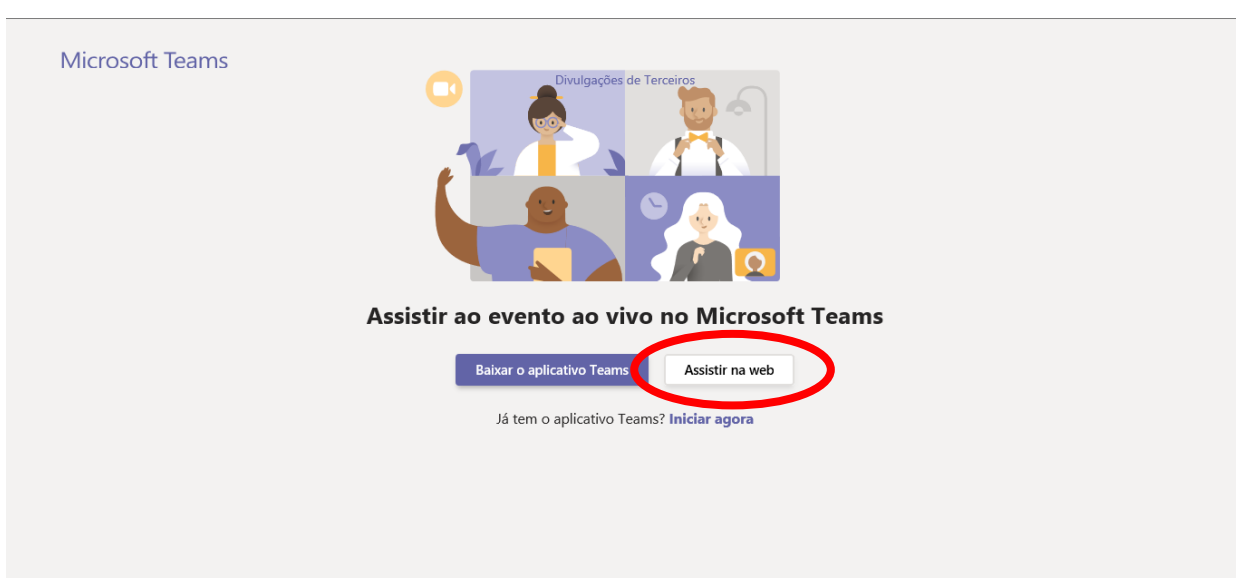 Microsoft Teams
Divulgações de Terceiros
Assistir ao evento ao vivo no Microsoft Teams
Baixar o aplicativo Teams
Assistir na web
Já tem o aplicativo Teams? Iniciar agora